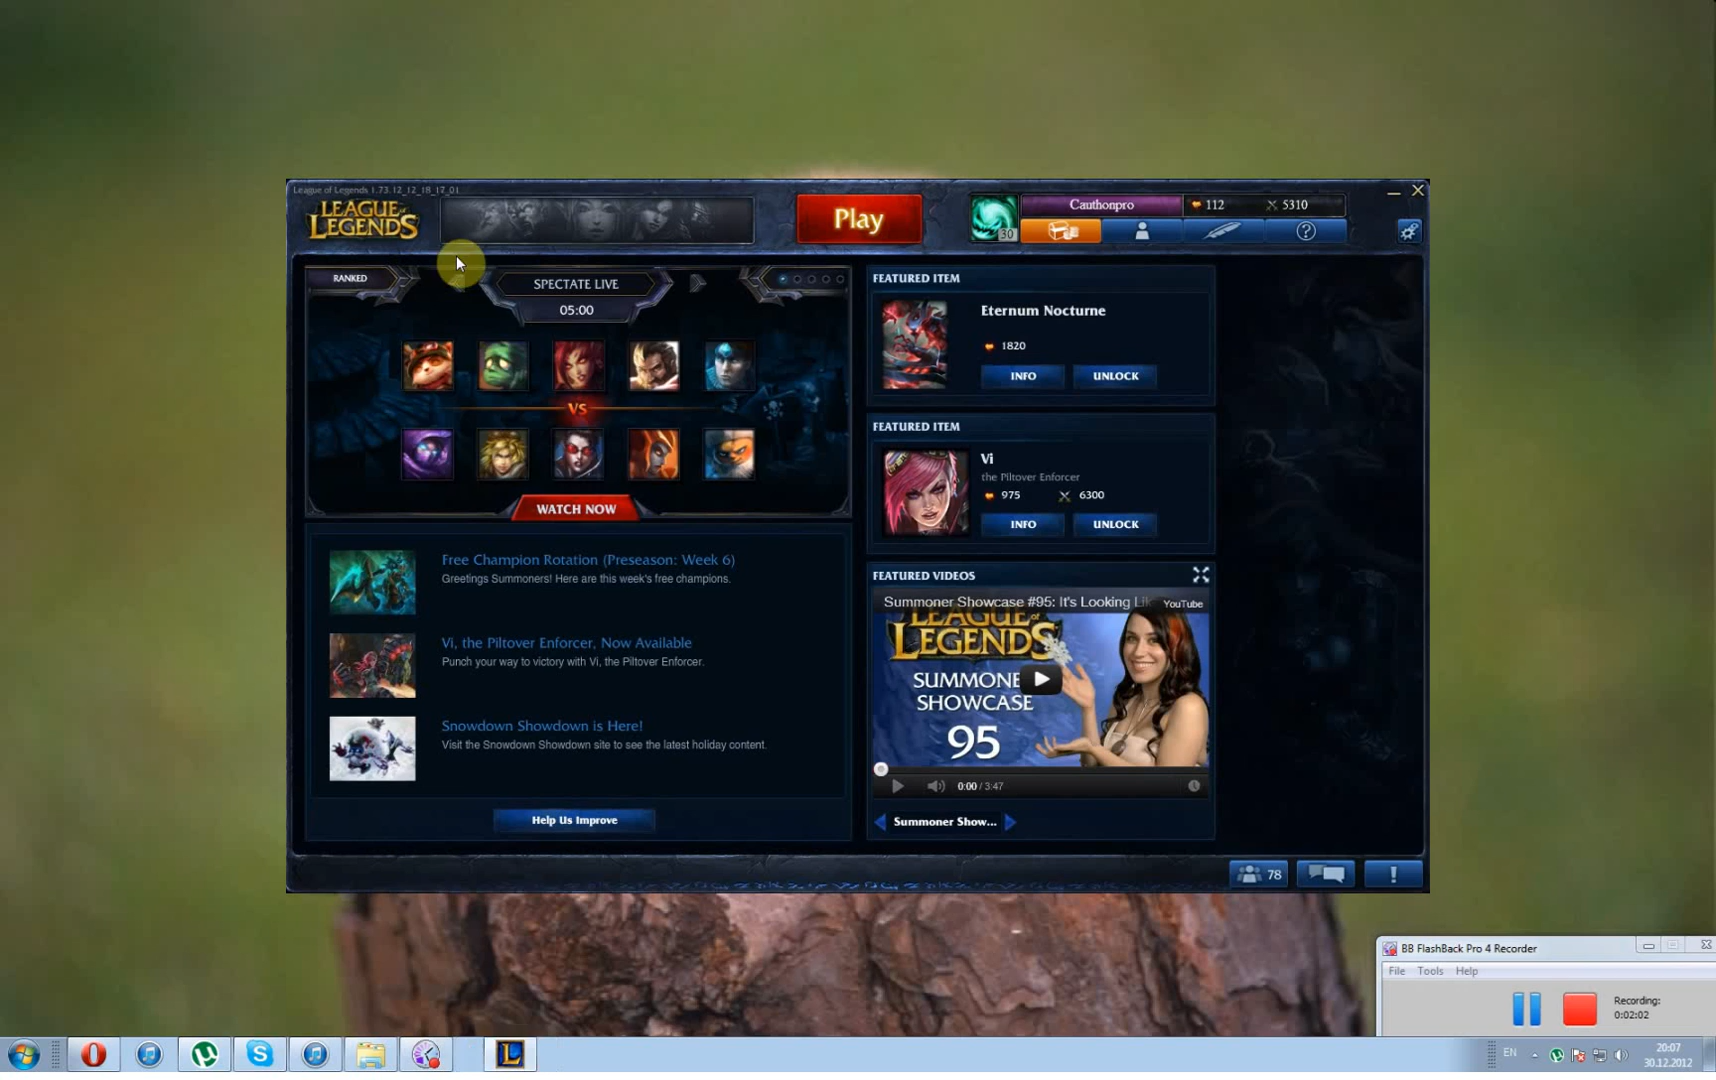 League of Legends 1.73.12_12_18_17_01
LEAGUE of LEGENDS
Play
30
Cauthonpro
112
5310
RANKED
SPECTATE LIVE
05:00
VS
WATCH NOW
Free Champion Rotation (Preseason: Week 6)
Greetings Summoners! Here are this week's free champions.
Vi, the Piltover Enforcer, Now Available
Punch your way to victory with Vi, the Piltover Enforcer.
Snowdown Showdown is Here!
Visit the Snowdown Showdown site to see the latest holiday content.
Help Us Improve
FEATURED ITEM
Eternum Nocturne
1820
INFO
UNLOCK
FEATURED ITEM
Vi
the Piltover Enforcer
975
6300
INFO
UNLOCK
FEATURED VIDEOS
Summoner Showcase #95: It's Looking Li
YouTube
LEAGUE of LEGENDS
SUMMONE
SHOWCASE
95
0:00 / 3:47
Summoner Show...
78
!
BB FlashBack Pro 4 Recorder
File Tools Help
Recording:
0:02:02
EN
20:07
30.12.2012